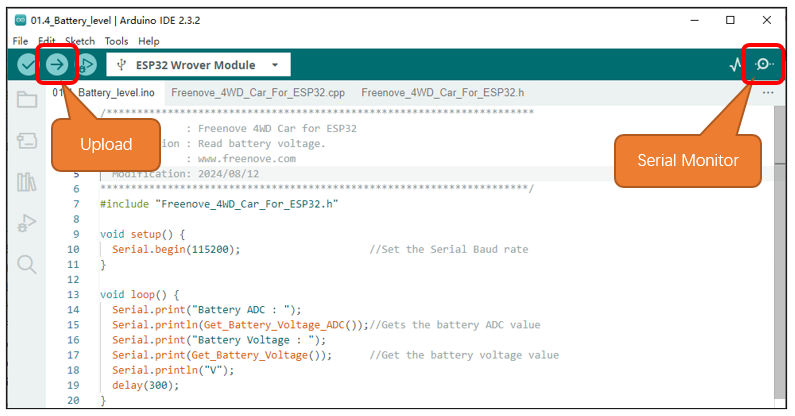 01.4_Battery_level | Arduino IDE 2.3.2
File Edit Sketch Tools Help
ESP32 Wrover Module
Battery_level.ino Freenove_4WD_Car_For_ESP32.cpp Freenove_4WD_Car_For_ESP32.h ...
/**********************************************************************
: Freenove 4WD Car for ESP32
: Read battery voltage.
: www.freenove.com
5 Modification: 2024/08/12
6 **********************************************************************/
7 #include "Freenove_4WD_Car_For_ESP32.h"
8
9 void setup() {
10 Serial.begin(115200); //Set the Serial Baud rate
11 }
12
13 void loop() {
14 Serial.print("Battery ADC : ");
15 Serial.println(Get_Battery_Voltage_ADC());//Gets the battery ADC value
16 Serial.print("Battery Voltage : ");
17 Serial.print(Get_Battery_Voltage()); //Get the battery voltage value
18 Serial.println("V");
19 delay(300);
20 }
Upload
Serial Monitor